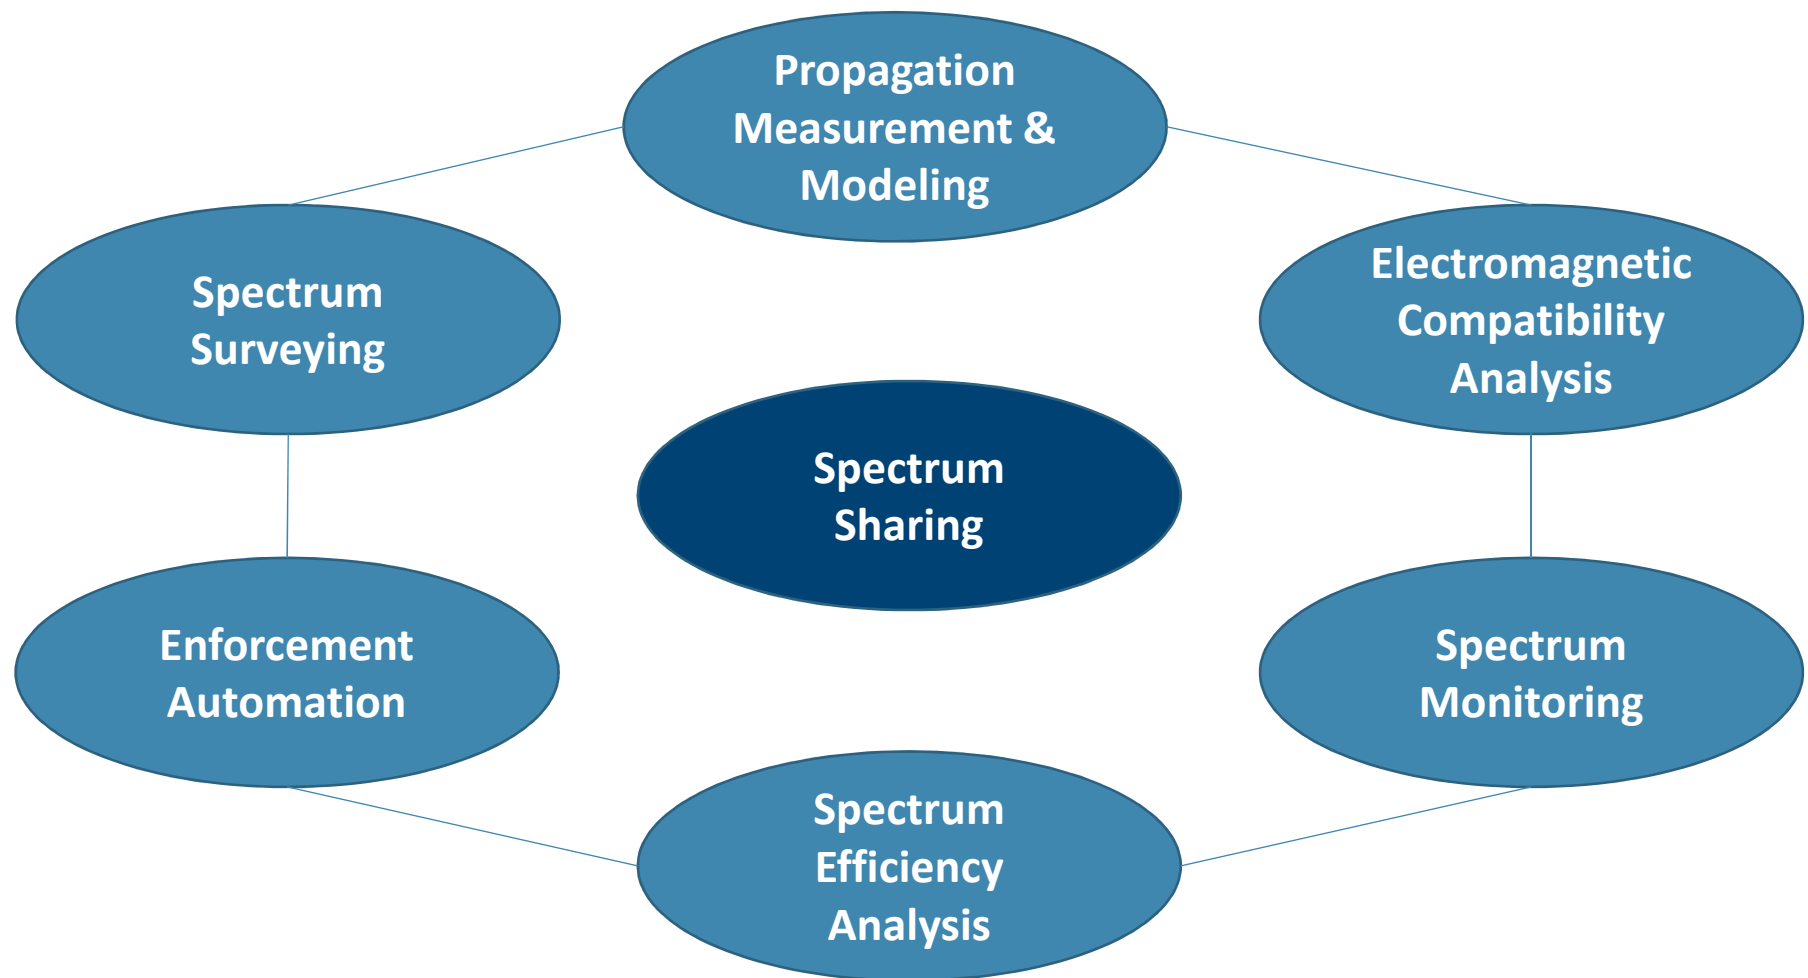 Propagation
Measurement &
Modeling
Spectrum
Surveying
Electromagnetic
Compatibility
Analysis
Spectrum
Sharing
Enforcement
Automation
Spectrum
Monitoring
Spectrum
Efficiency
Analysis